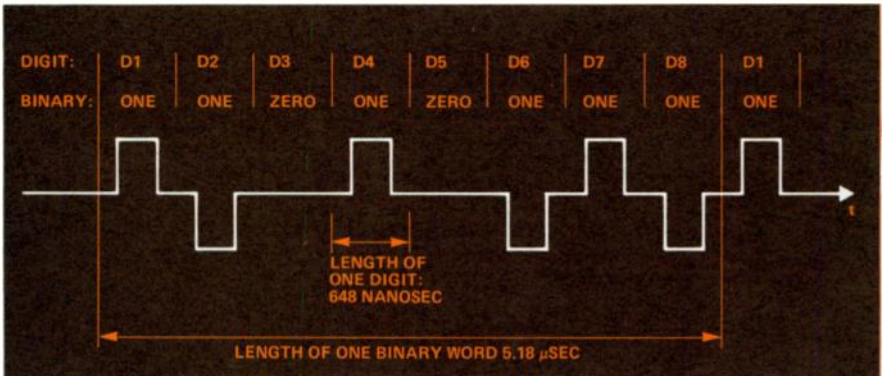 DIGIT: D1 D2 D3 D4 D5 D6 D7 D8 D1
BINARY: ONE ONE ZERO ONE ZERO ONE ONE ONE ONE
t
LENGTH OF
ONE DIGIT:
648 NANOSEC
LENGTH OF ONE BINARY WORD 5.18 μSEC